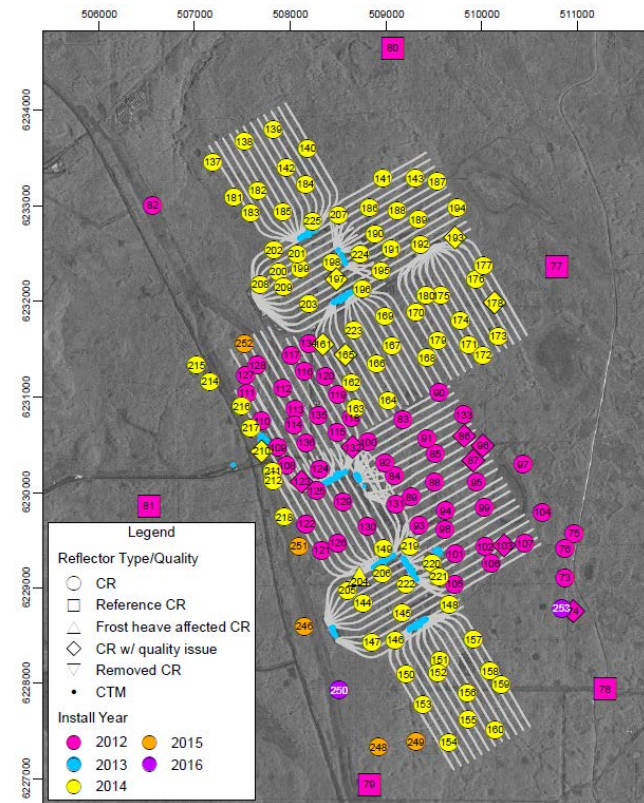 506000 507000 508000 509000 510000 511000
6234000
6233000
6232000
6231000
6230000
6229000
6228000
6227000
80
139
138 140
137 142
141 143 187
184
182
181
183 185 207 186 188 194
225 189
190 193
202 201 224 191 192
198 177
82
77
200 199 195 176
208 209 197 196
180 175 178
203 169 170 174
223 173
252 134 161 179 171
117 165 167 172
215 128 116 166 168
214 127 120
111 112 119 162 90
216 113 135 163 164
110 114 118 83 133
217 115 91 86
210 109 136 132 100 85 96
108 92 87 97
211 124 84
212 123 125 88 95
129 89
131 94 99 104
218 122 130 93 98
81
251 121 126 149 219 101 102 103 107 75
76
220 106
206 221 73
204 222 105
205
144 148 253
145
246
147 146 157
151
150 152 158
159
250
153 156
78
155
160
154
248 249
79
Legend
Reflector Type/Quality
CR
Reference CR
Frost heave affected CR
CR w/ quality issue
Removed CR
CTM
Install Year
2012 2015
2013 2016
2014